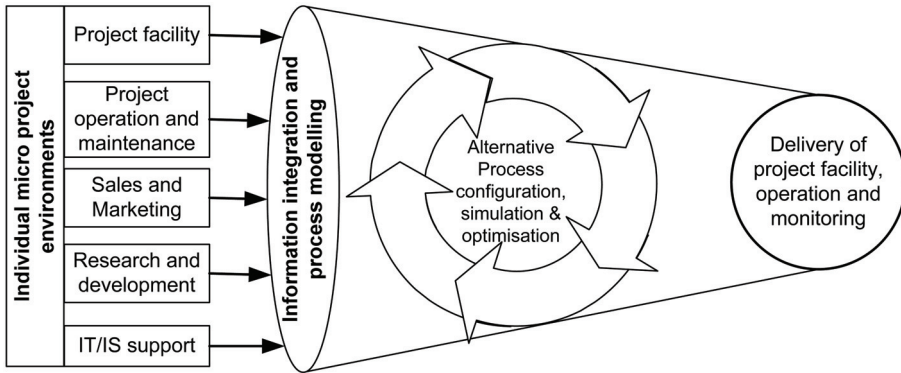 Individual micro project
environments
Project facility
Project
operation and
maintenance
Sales and
Marketing
Research and
development
IT/IS support
Information integration and
process modelling
Alternative
Process
configuration,
simulation &
optimisation
Delivery of
project facility,
operation and
monitoring